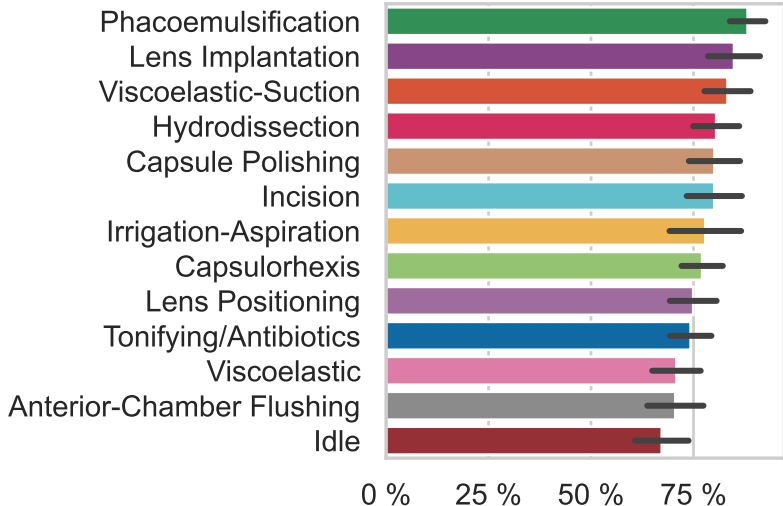 Phacoemulsification
Lens Implantation
Viscoelastic-Suction
Hydrodissection
Capsule Polishing
Incision
Irrigation-Aspiration
Capsulorhexis
Lens Positioning
Tonifying/Antibiotics
Viscoelastic
Anterior-Chamber Flushing
Idle
0 % 25 % 50 % 75 %